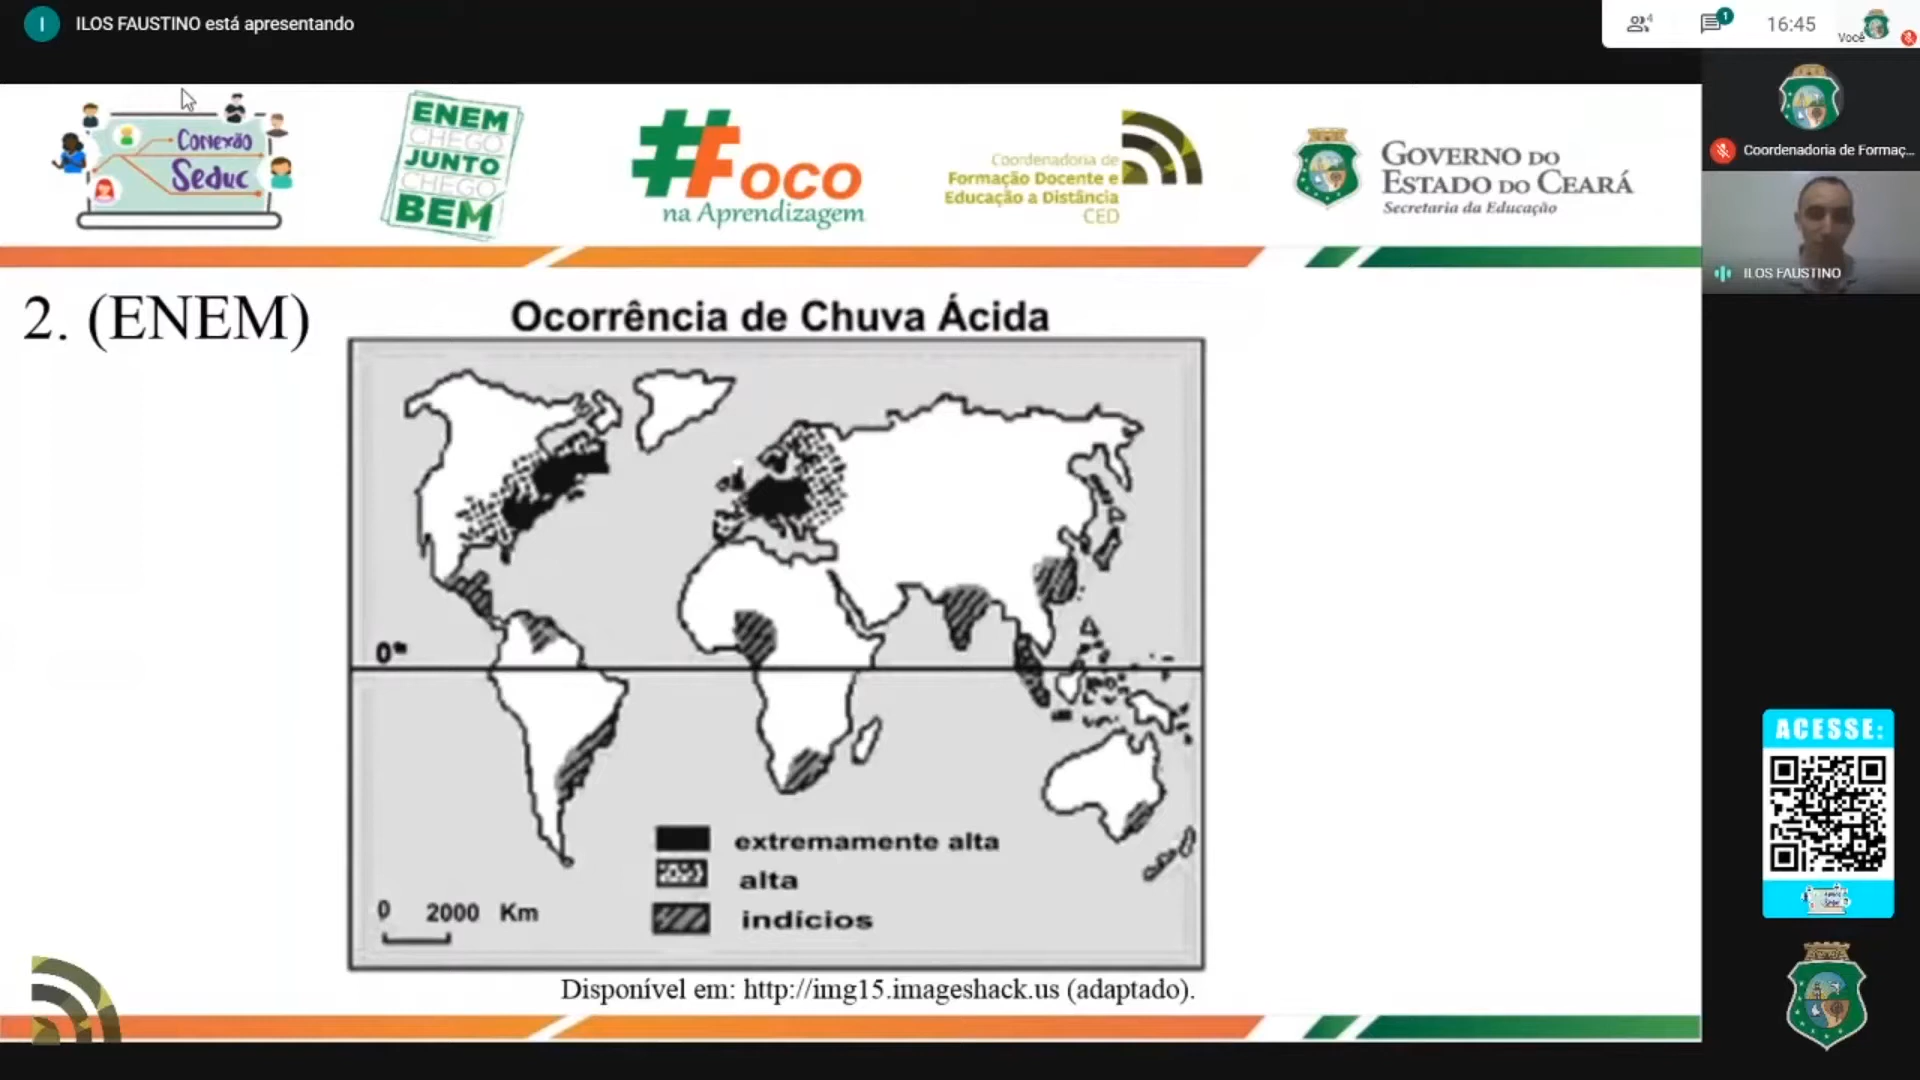 I
ILOS FAUSTINO está apresentando
4
1
16:45
Você
Conexão
Seduc
ENEM
CHEGO
JUNTO
CHEGO
BEM
#Foco
na Aprendizagem
Coordenadoria de
Formação Docente e
Educação a Distância
CED
GOVERNO DO
ESTADO DO CEARÁ
Secretaria da Educação
Coordenadoria de Formaç...
ILOS FAUSTINO
2. (ENEM)
Ocorrência de Chuva Ácida
0°
extremamente alta
alta
indícios
0 2000 Km
Disponível em: http://img15.imageshack.us (adaptado).
ACESSE: